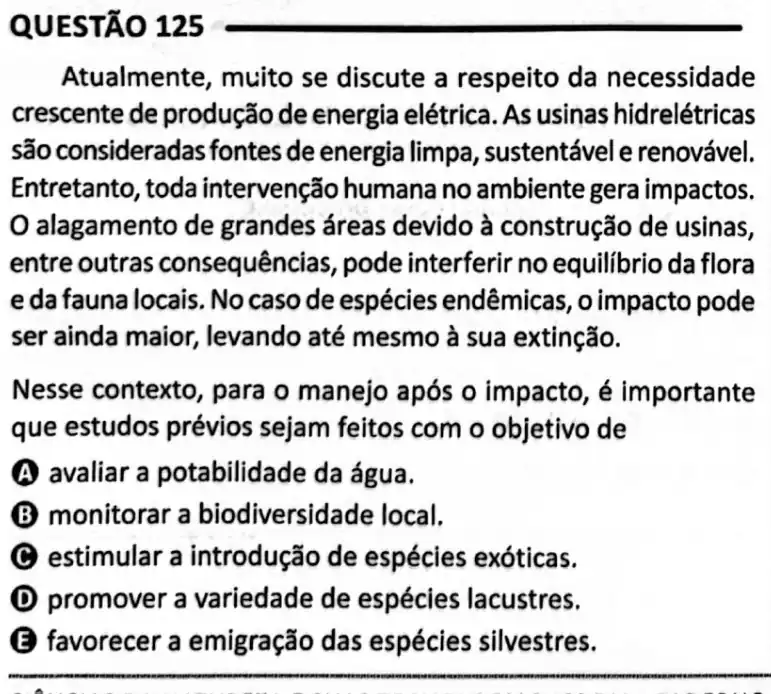 QUESTÃO 125
Atualmente, muito se discute a respeito da necessidade
crescente de produção de energia elétrica. As usinas hidrelétricas
são consideradas fontes de energia limpa, sustentável e renovável.
Entretanto, toda intervenção humana no ambiente gera impactos.
O alagamento de grandes áreas devido à construção de usinas,
entre outras consequências, pode interferir no equilíbrio da flora
e da fauna locais. No caso de espécies endêmicas, o impacto pode
ser ainda maior, levando até mesmo à sua extinção.
Nesse contexto, para o manejo após o impacto, é importante
que estudos prévios sejam feitos com o objetivo de
A avaliar a potabilidade da água.
B monitorar a biodiversidade local.
C estimular a introdução de espécies exóticas.
D promover a variedade de espécies lacustres.
E favorecer a emigração das espécies silvestres.